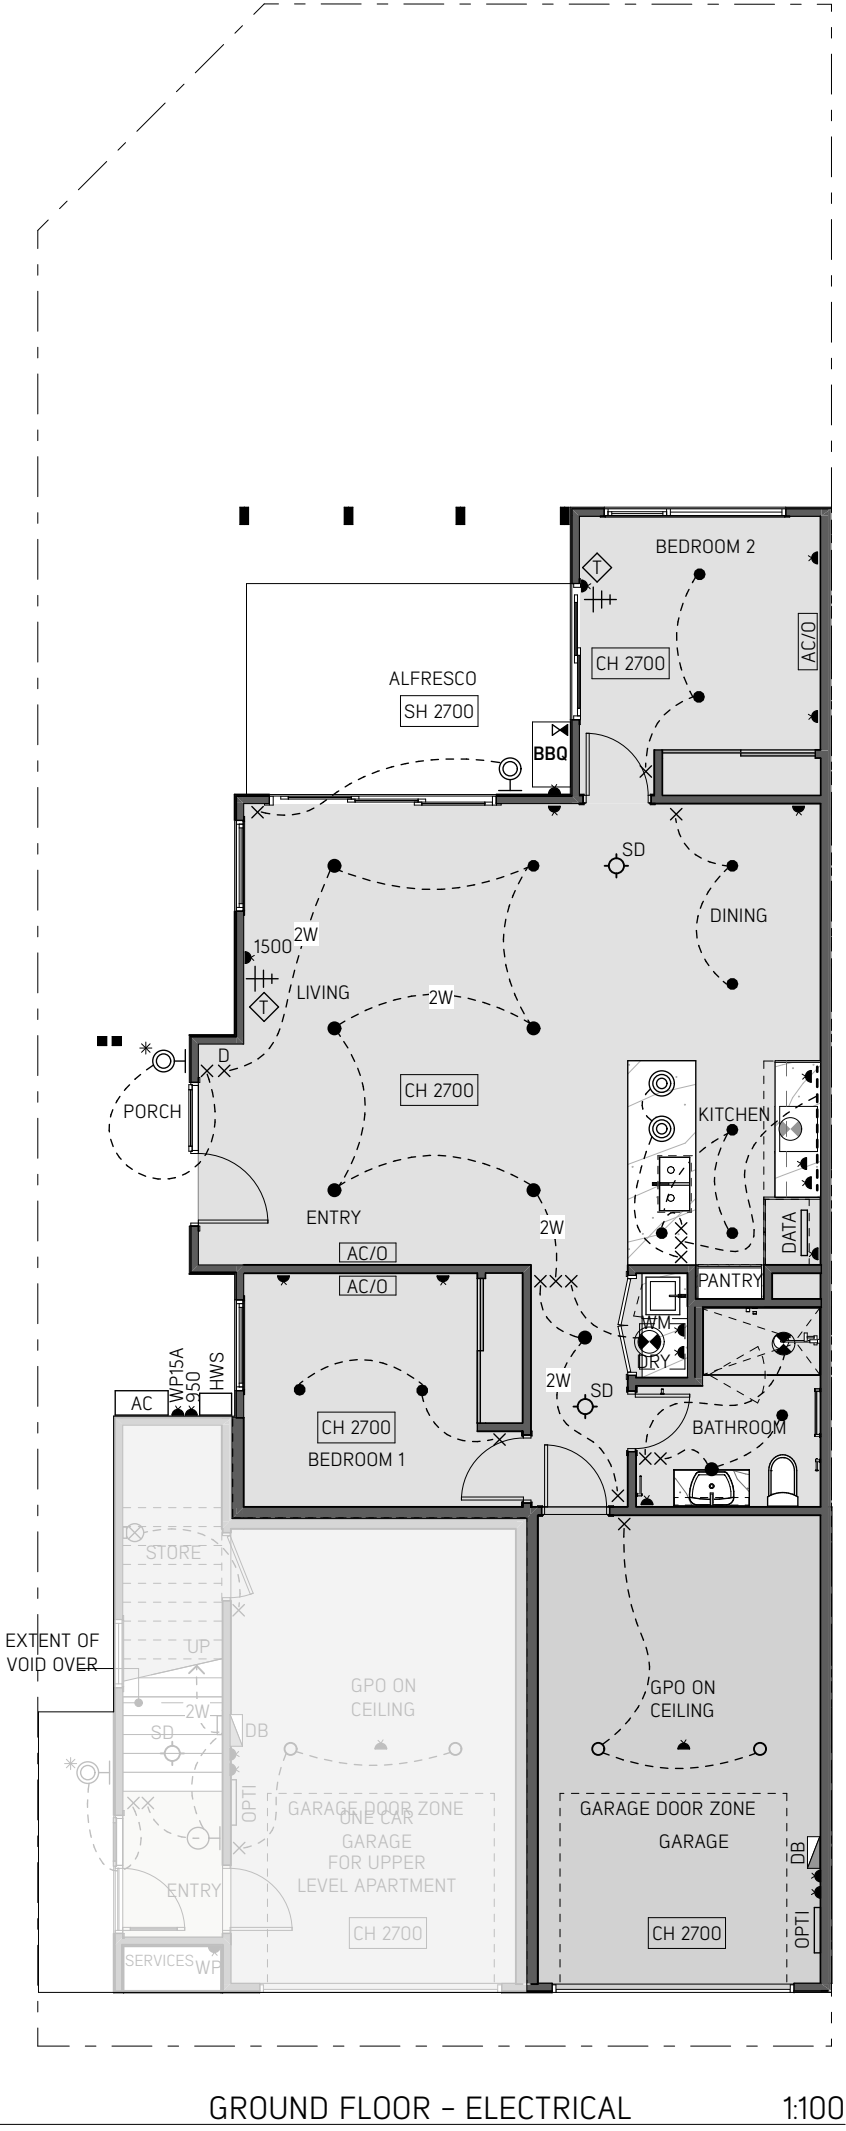 BEDROOM 2
T
AC/O
CH 2700
ALFRESCO
SH 2700
BBQ
SD
DINING
2W
1500
LIVING
T
2W
D
*
PORCH
CH 2700
KITCHEN
ENTRY
2W
DATA
AC/O
AC/O
PANTRY
WM
DRY
2W
SD
WP15A
950
HWS
AC
CH 2700
BEDROOM 1
BATHROOM
STORE
EXTENT OF
VOID OVER
UP
2W
SD
DB
*
OPTI
GPO ON
CEILING
GPO ON
CEILING
GARAGE DOOR ZONE
ONE CAR
GARAGE
FOR UPPER
LEVEL APARTMENT
GARAGE DOOR ZONE
GARAGE
DB
ENTRY
CH 2700
CH 2700
OPTI
SERVICES
WP
GROUND FLOOR - ELECTRICAL 1:100